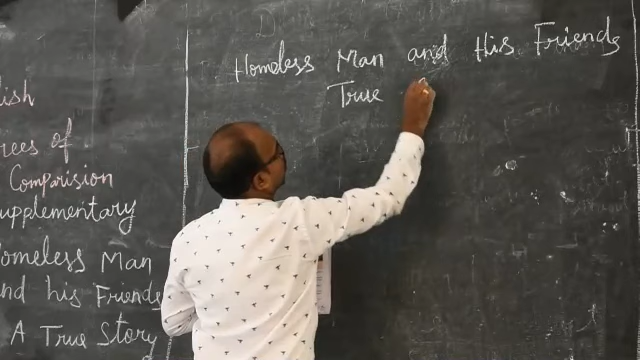 lish
rees of
Comparision
upplementary
omeless Man
nd his Friends
A True Story
Homeless Man and His Friends
True